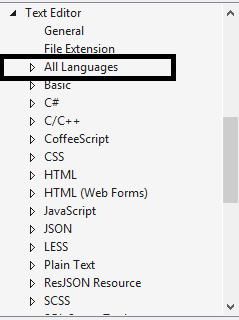 Text Editor
General
File Extension
All Languages
Basic
C#
C/C++
CoffeeScript
CSS
HTML
HTML (Web Forms)
JavaScript
JSON
LESS
Plain Text
ResJSON Resource
SCSS